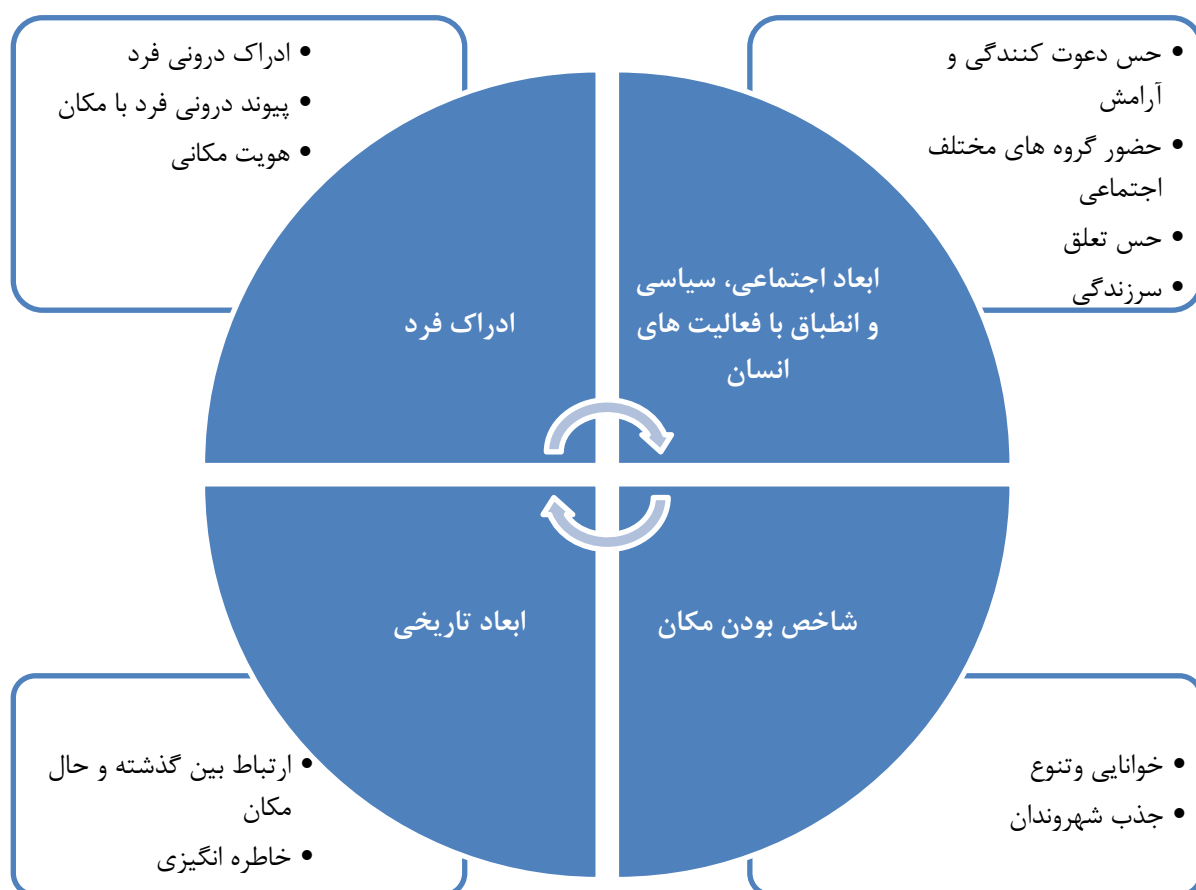 • حس دعوت کنندگی و
آرامش
• حضور گروه های مختلف
اجتماعی
• حس تعلق
• سرزندگی
• ادراک درونی فرد
• پیوند درونی فرد با مکان
• هویت مکانی
ابعاد اجتماعی، سیاسی
و انطباق با فعالیت های
انسان
ادراک فرد
شاخص بودن مکان
ابعاد تاریخی
• خوانایی وتنوع
• جذب شهروندان
• ارتباط بین گذشته و حال
مکان
• خاطره انگیزی